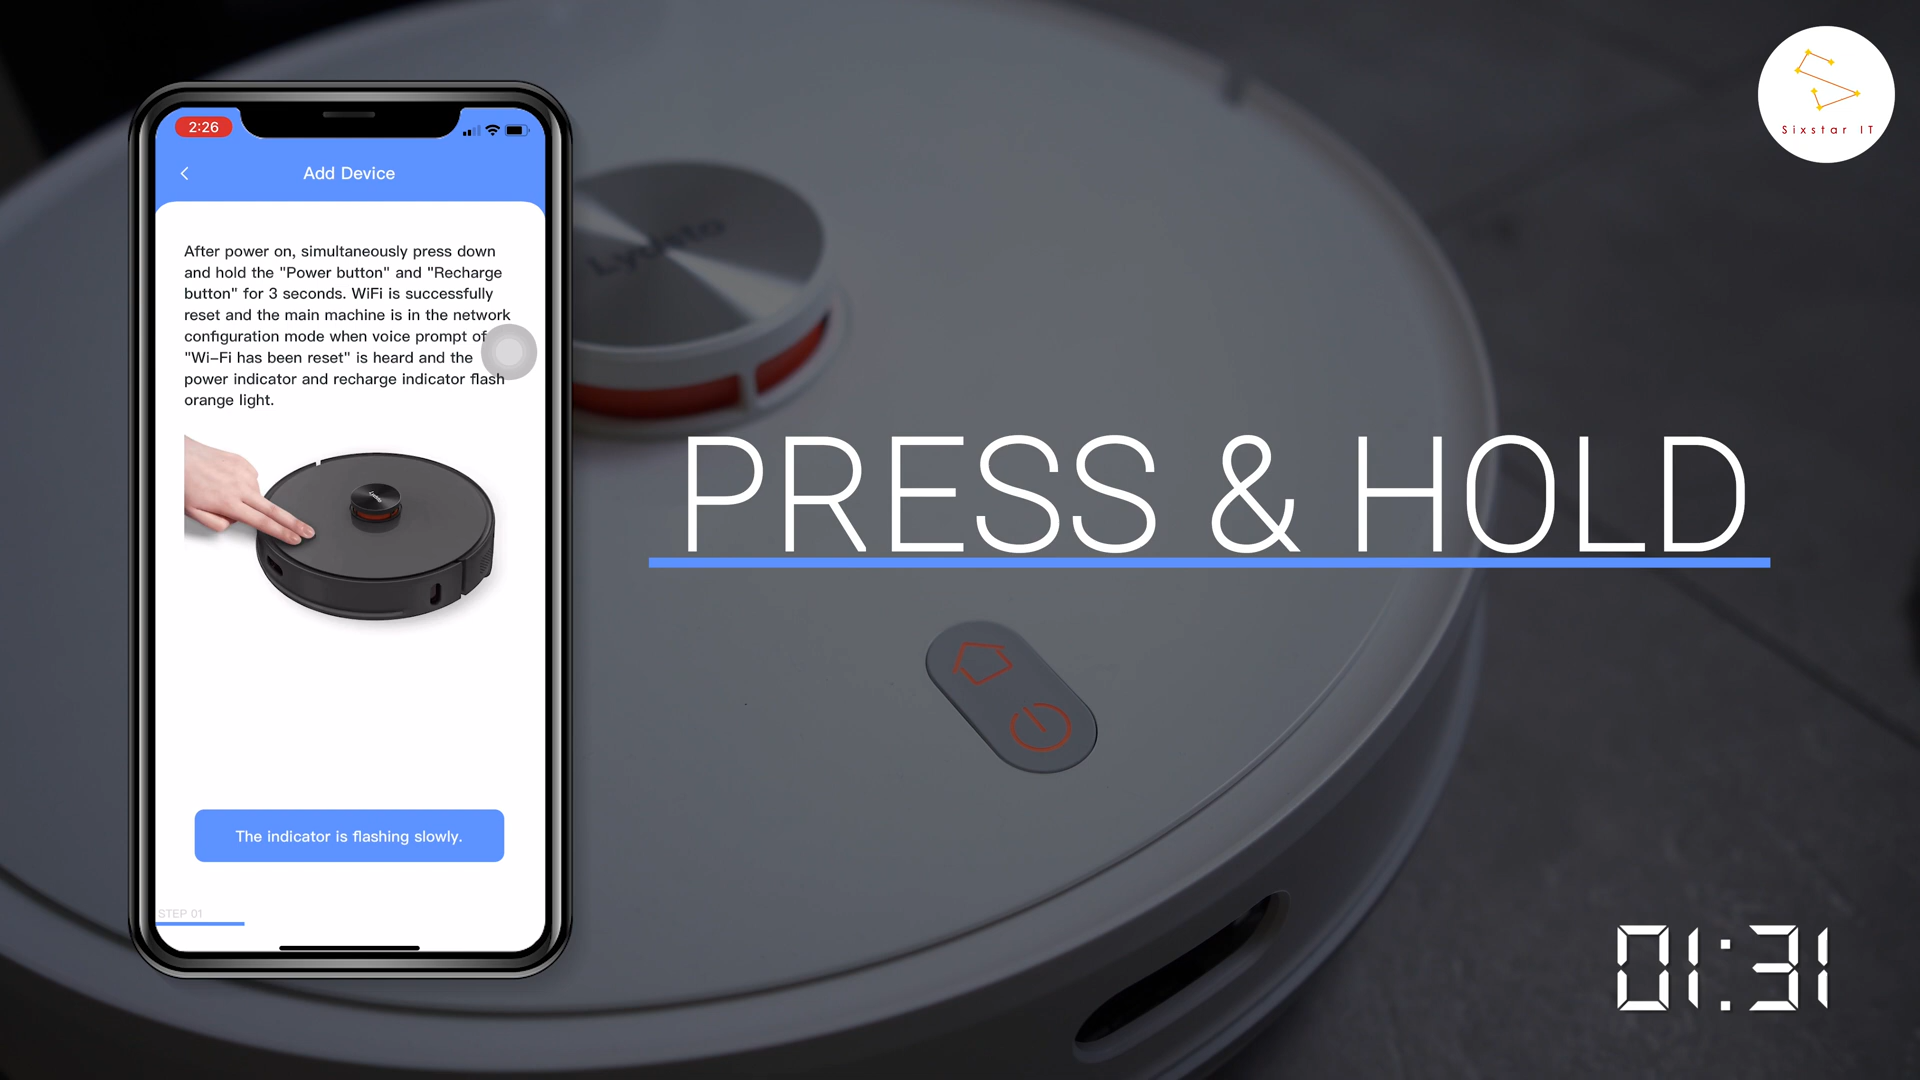 2:26
Add Device
After power on, simultaneously press down
and hold the "Power button" and "Recharge
button" for 3 seconds. WiFi is successfully
reset and the main machine is in the network
configuration mode when voice prompt of
"Wi-Fi has been reset" is heard and the
power indicator and recharge indicator flash
orange light.
Lydsto
The indicator is flashing slowly.
STEP 01
Lydsto
PRESS & HOLD
Sixstar IT
01:31